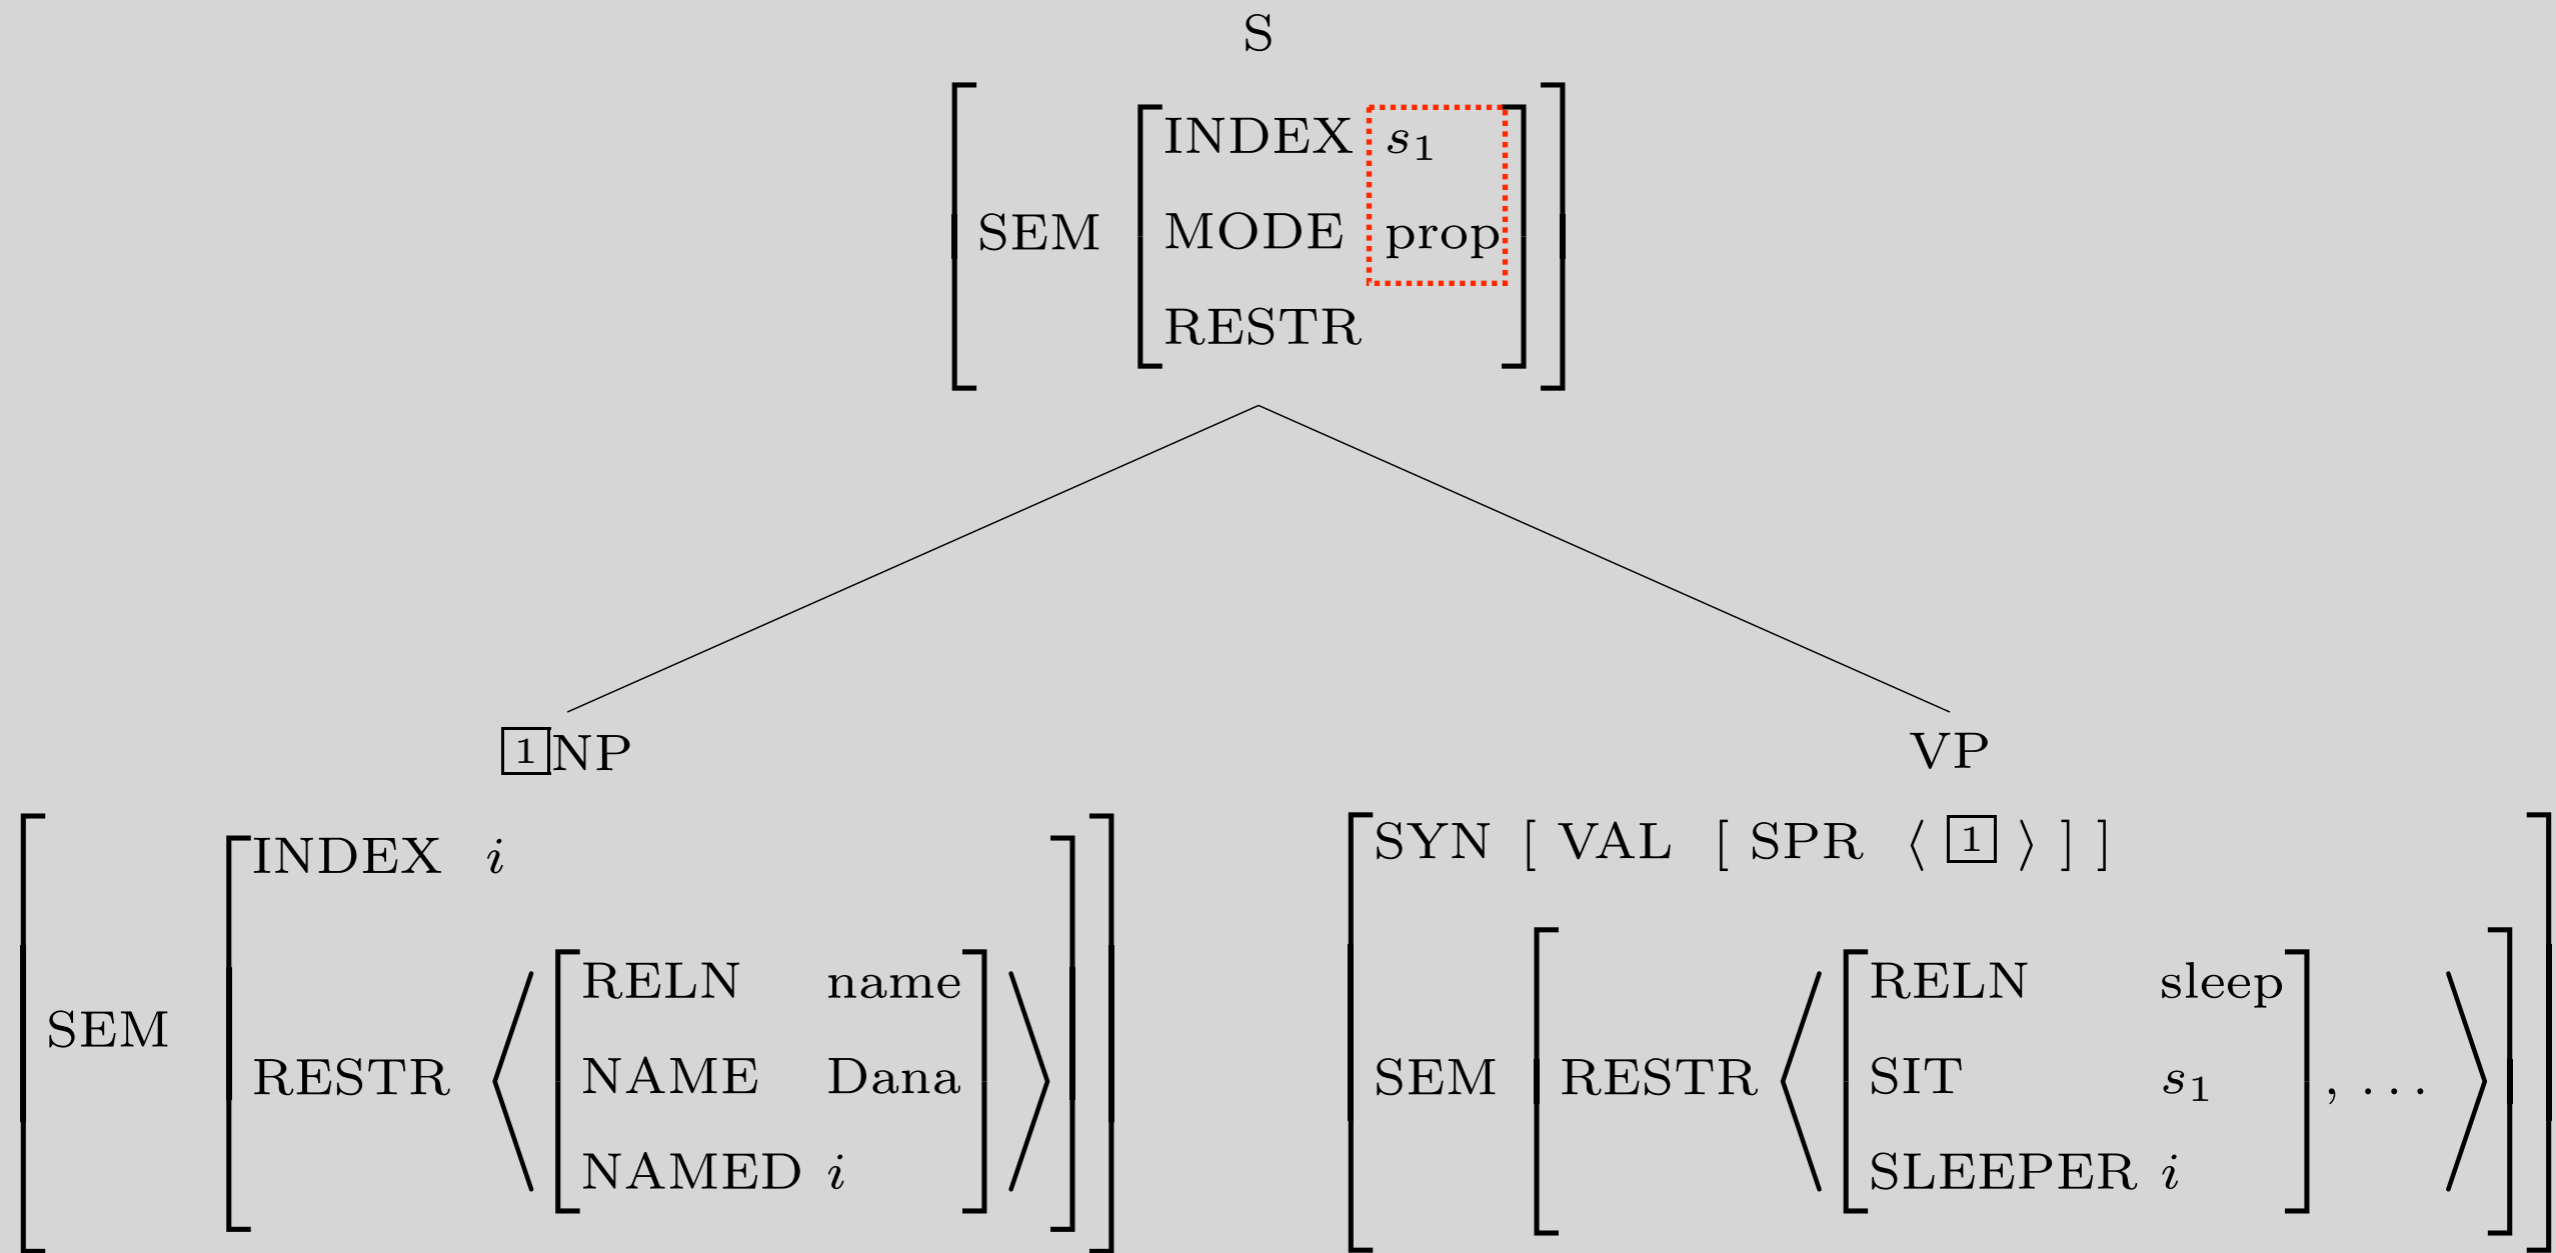 S
INDEX s₁
SEM MODE prop
RESTR
1 NP VP
INDEX i SYN [ VAL [ SPR ⟨ 1 ⟩ ] ]
RELN name RELN sleep
SEM
RESTR ⟨ NAME Dana ⟩ SEM RESTR ⟨ SIT s₁ , ... ⟩
NAMED i SLEEPER i